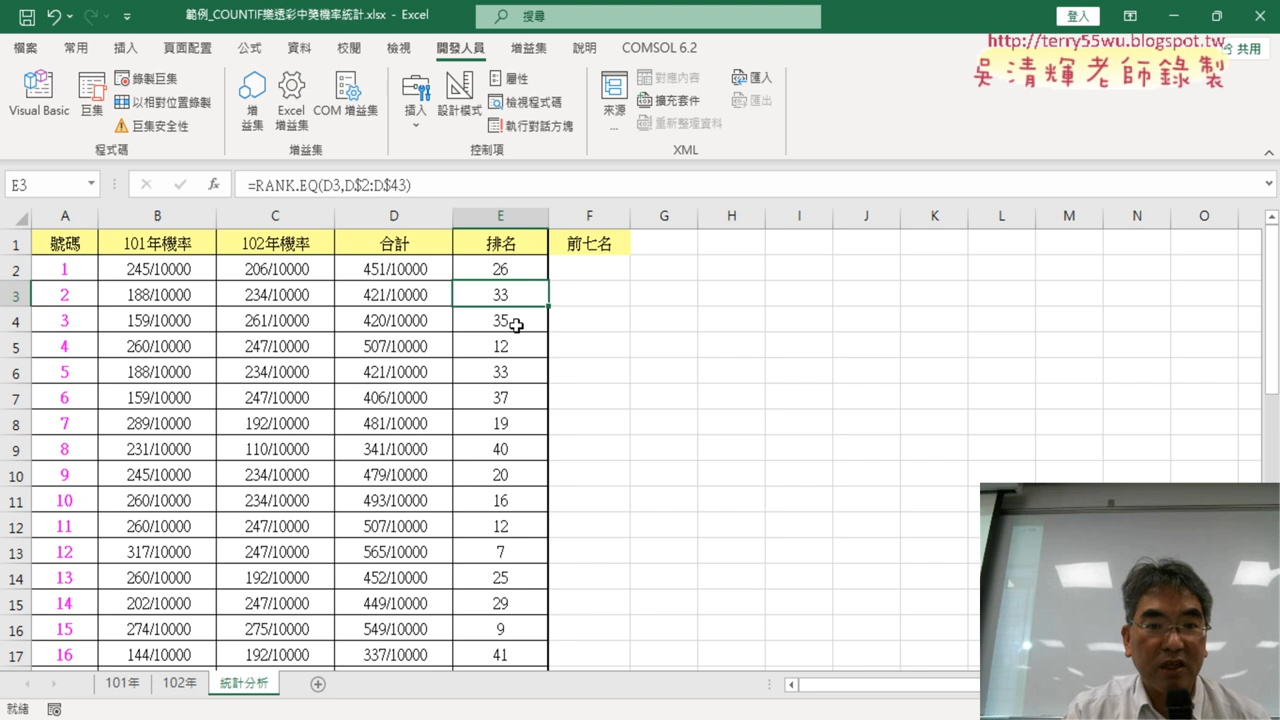 範例_COUNTIF樂透彩中獎機率統計.xlsx - Excel
搜尋
登入
檔案 常用 插入 頁面配置 公式 資料 校閱 檢視 開發人員 增益集 說明 COMSOL 6.2
共用
http://terry55wu.blogspot.tw
吳清輝老師錄製
Visual Basic
巨集
錄製巨集
以相對位置錄製
巨集安全性
程式碼
增益集
Excel 增益集
COM 增益集
增益集
插入
設計模式
屬性
檢視程式碼
執行對話方塊
控制項
來源
...
對應內容
擴充套件
重新整理資料
匯入
匯出
XML
E3
fx
=RANK.EQ(D3,D$2:D$43)
A B C D E F G H I J K L M N O
1 號碼 101年機率 102年機率 合計 排名 前七名
2 1 245/10000 206/10000 451/10000 26
3 2 188/10000 234/10000 421/10000 33
4 3 159/10000 261/10000 420/10000 35
5 4 260/10000 247/10000 507/10000 12
6 5 188/10000 234/10000 421/10000 33
7 6 159/10000 247/10000 406/10000 37
8 7 289/10000 192/10000 481/10000 19
9 8 231/10000 110/10000 341/10000 40
10 9 245/10000 234/10000 479/10000 20
11 10 260/10000 234/10000 493/10000 16
12 11 260/10000 247/10000 507/10000 12
13 12 317/10000 247/10000 565/10000 7
14 13 260/10000 192/10000 452/10000 25
15 14 202/10000 247/10000 449/10000 29
16 15 274/10000 275/10000 549/10000 9
17 16 144/10000 192/10000 337/10000 41
101年 102年 統計分析
就緒